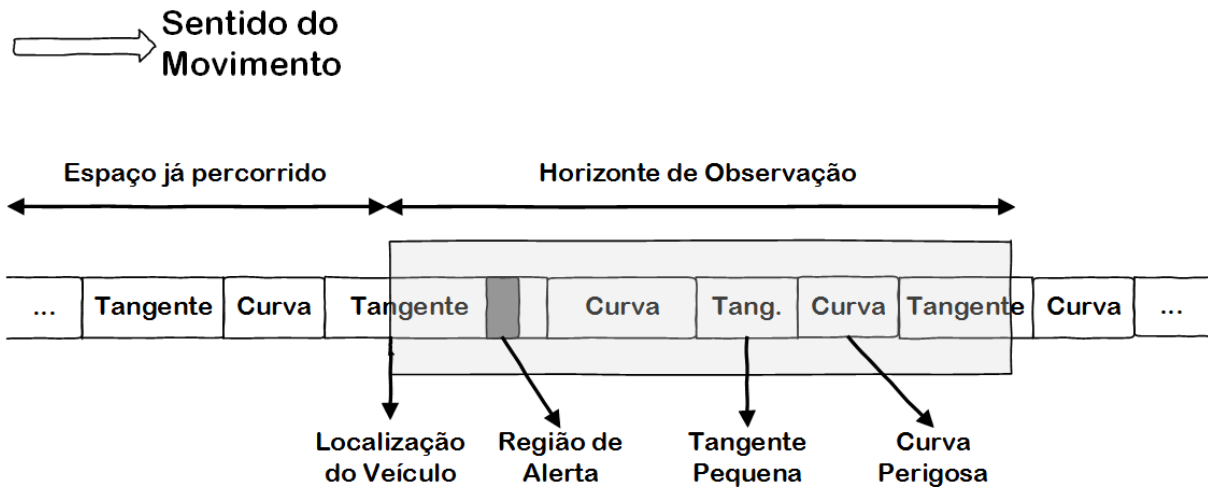 Sentido do
Movimento
Espaço já percorrido
Horizonte de Observação
... Tangente Curva Tangente Curva Tang. Curva Tangente Curva ...
Localização
do Veículo
Região de
Alerta
Tangente
Pequena
Curva
Perigosa